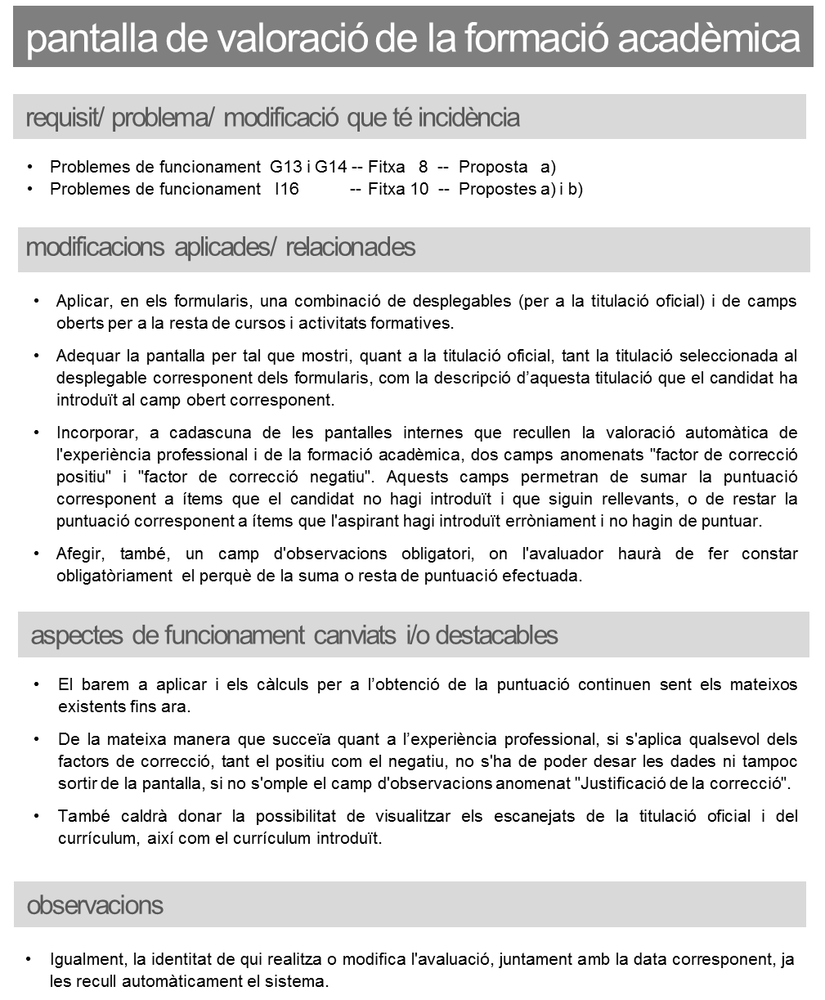 pantalla de valoració de la formació acadèmica
requisit/ problema/ modificació que té incidència
• Problemes de funcionament G13 i G14 -- Fitxa 8 -- Proposta a)
• Problemes de funcionament I16 -- Fitxa 10 -- Propostes a) i b)
modificacions aplicades/ relacionades
• Aplicar, en els formularis, una combinació de desplegables (per a la titulació oficial) i de camps
oberts per a la resta de cursos i activitats formatives.
• Adequar la pantalla per tal que mostri, quant a la titulació oficial, tant la titulació seleccionada al
desplegable corresponent dels formularis, com la descripció d’aquesta titulació que el candidat ha
introduït al camp obert corresponent.
• Incorporar, a cadascuna de les pantalles internes que recullen la valoració automàtica de
l'experiència professional i de la formació acadèmica, dos camps anomenats "factor de correcció
positiu" i "factor de correcció negatiu". Aquests camps permetran de sumar la puntuació
corresponent a ítems que el candidat no hagi introduït i que siguin rellevants, o de restar la
puntuació corresponent a ítems que l'aspirant hagi introduït erròniament i no hagin de puntuar.
• Afegir, també, un camp d'observacions obligatori, on l'avaluador haurà de fer constar
obligatòriament el perquè de la suma o resta de puntuació efectuada.
aspectes de funcionament canviats i/o destacables
• El barem a aplicar i els càlculs per a l’obtenció de la puntuació continuen sent els mateixos
existents fins ara.
• De la mateixa manera que succeïa quant a l’experiència professional, si s'aplica qualsevol dels
factors de correcció, tant el positiu com el negatiu, no s'ha de poder desar les dades ni tampoc
sortir de la pantalla, si no s'omple el camp d'observacions anomenat "Justificació de la correcció".
• També caldrà donar la possibilitat de visualitzar els escanejats de la titulació oficial i del
currículum, així com el currículum introduït.
observacions
• Igualment, la identitat de qui realitza o modifica l'avaluació, juntament amb la data corresponent, ja
les recull automàticament el sistema.